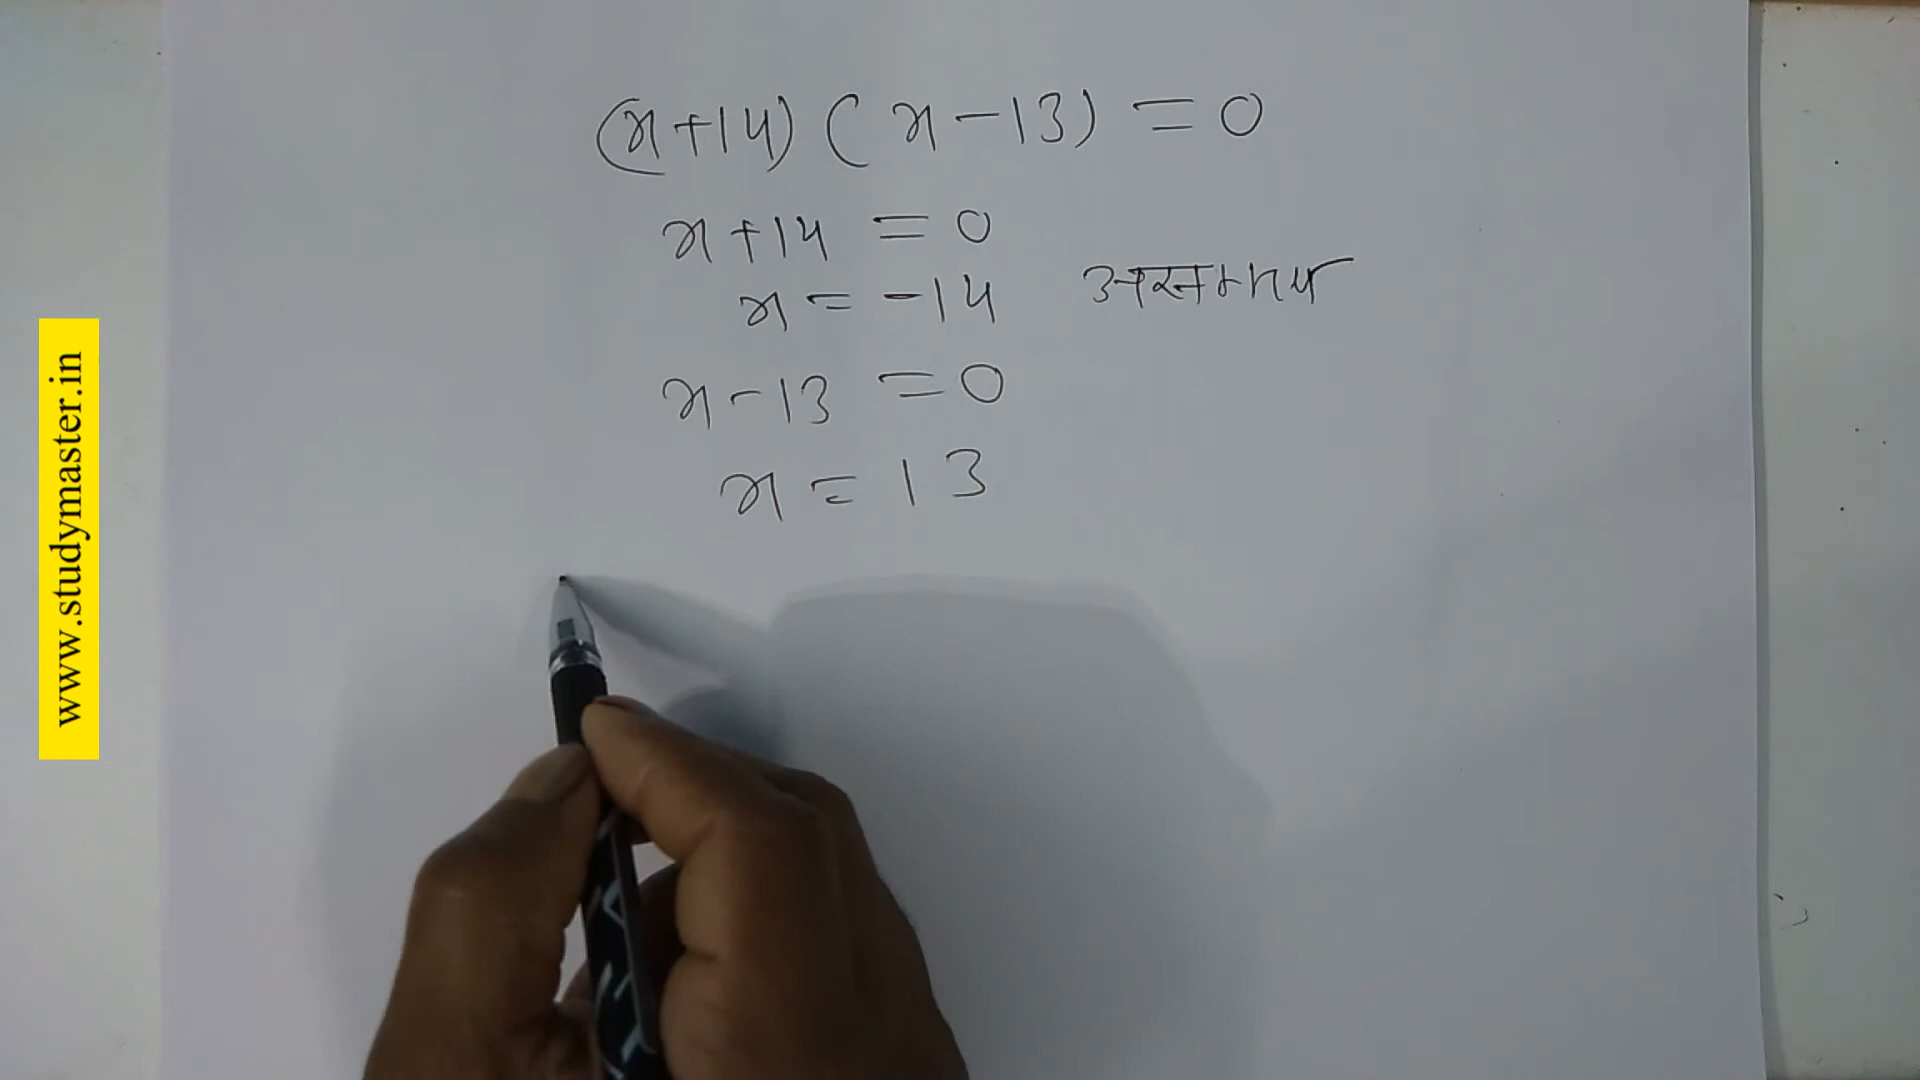 (x+14) (x-13) = 0
x+14 = 0
x = -14 असम्भव
x-13 = 0
x = 13
www.studymaster.in